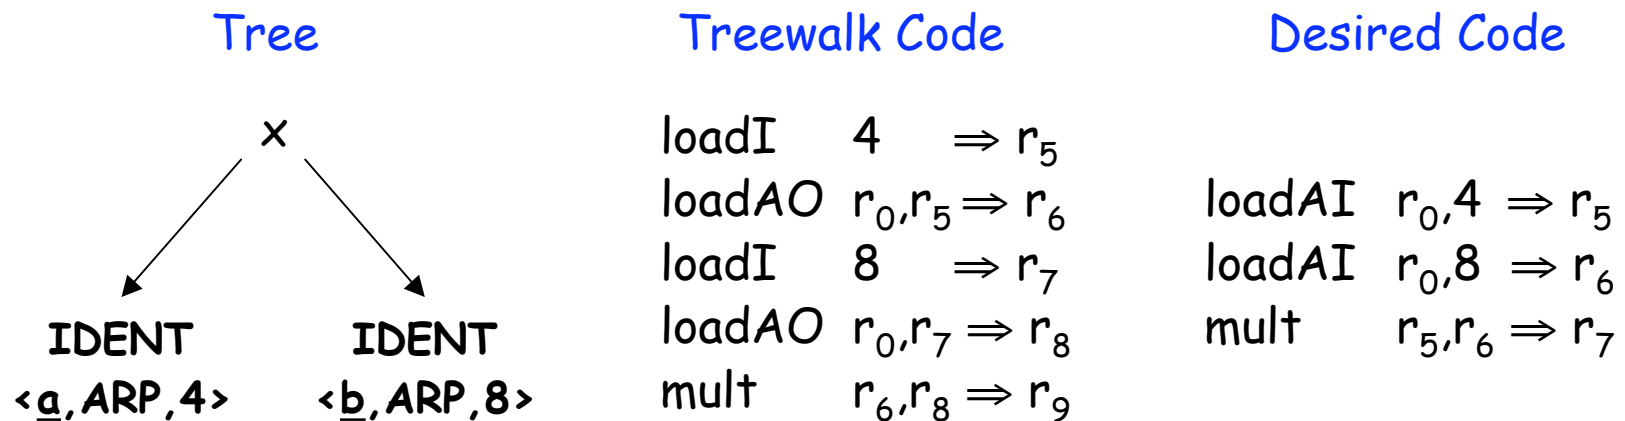 Tree
x
IDENT
<a,ARP,4>
IDENT
<b,ARP,8>
Treewalk Code
loadI 4 ⇒ r5
loadAO r0,r5 ⇒ r6
loadI 8 ⇒ r7
loadAO r0,r7 ⇒ r8
mult r6,r8 ⇒ r9
Desired Code
loadAI r0,4 ⇒ r5
loadAI r0,8 ⇒ r6
mult r5,r6 ⇒ r7